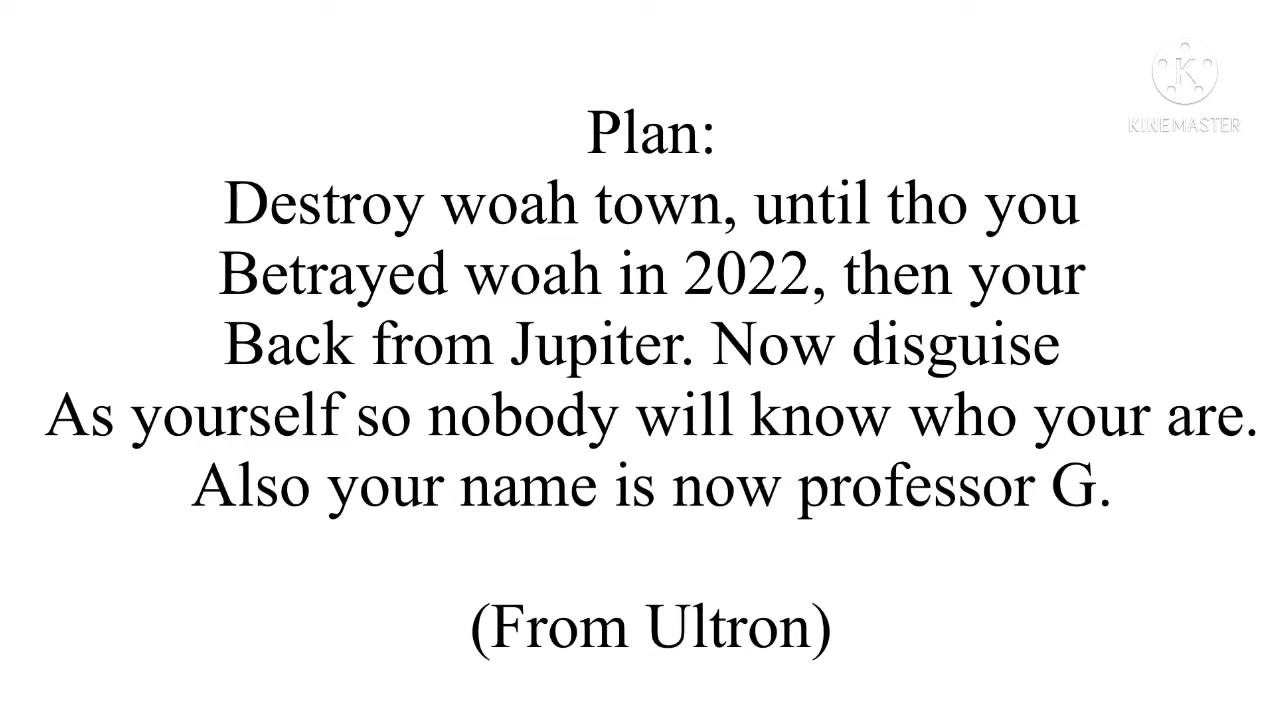 KINEMASTER
Plan:
Destroy woah town, until tho you
Betrayed woah in 2022, then your
Back from Jupiter. Now disguise
As yourself so nobody will know who your are.
Also your name is now professor G.
(From Ultron)